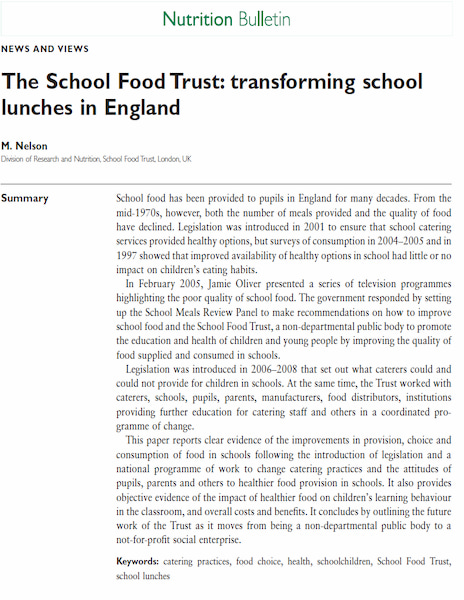 Nutrition Bulletin
NEWS AND VIEWS
The School Food Trust: transforming school
lunches in England
M. Nelson
Division of Research and Nutrition, School Food Trust, London, UK
Summary
School food has been provided to pupils in England for many decades. From the
mid-1970s, however, both the number of meals provided and the quality of food
have declined. Legislation was introduced in 2001 to ensure that school catering
services provided healthy options, but surveys of consumption in 2004–2005 and in
1997 showed that improved availability of healthy options in school had little or no
impact on children's eating habits.
In February 2005, Jamie Oliver presented a series of television programmes
highlighting the poor quality of school food. The government responded by setting
up the School Meals Review Panel to make recommendations on how to improve
school food and the School Food Trust, a non-departmental public body to promote
the education and health of children and young people by improving the quality of
food supplied and consumed in schools.
Legislation was introduced in 2006–2008 that set out what caterers could and
could not provide for children in schools. At the same time, the Trust worked with
caterers, schools, pupils, parents, manufacturers, food distributors, institutions
providing further education for catering staff and others in a coordinated pro-
gramme of change.
This paper reports clear evidence of the improvements in provision, choice and
consumption of food in schools following the introduction of legislation and a
national programme of work to change catering practices and the attitudes of
pupils, parents and others to healthier food provision in schools. It also provides
objective evidence of the impact of healthier food on children's learning behaviour
in the classroom, and overall costs and benefits. It concludes by outlining the future
work of the Trust as it moves from being a non-departmental public body to a
not-for-profit social enterprise.
Keywords: catering practices, food choice, health, schoolchildren, School Food Trust,
school lunches